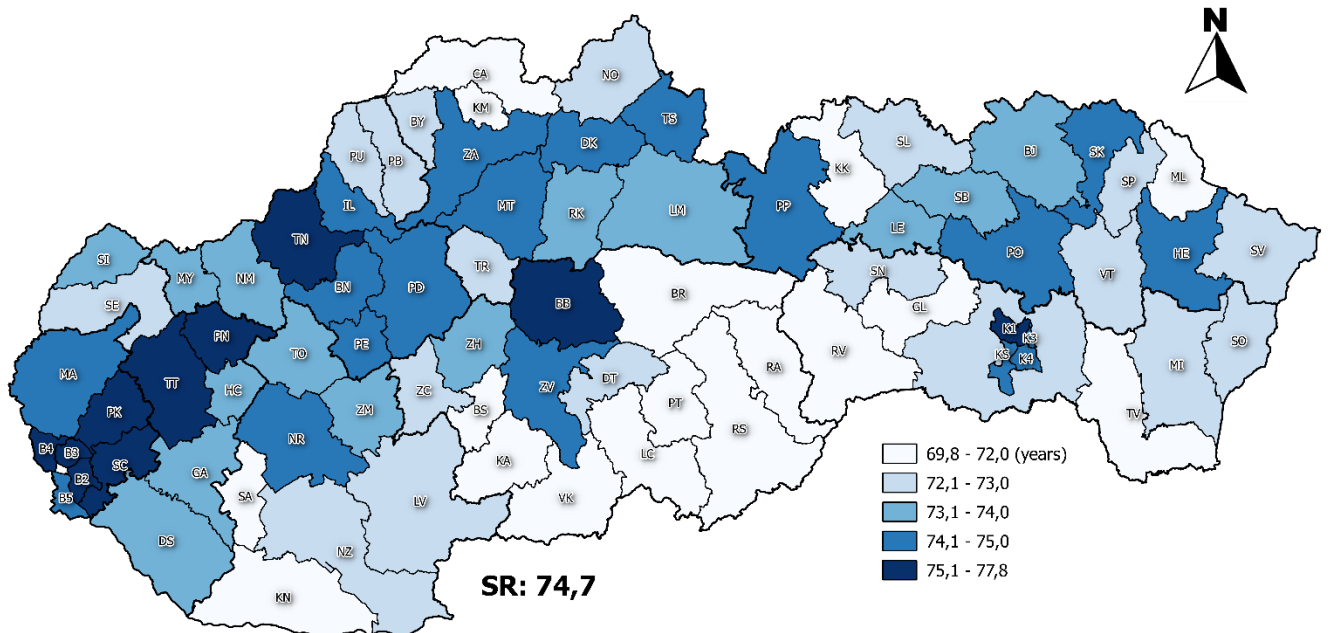 N
CA
NO
KM
TS
BY
PU
PB
ZA
DK
SL
BJ
SK
KK
SP
ML
IL
MT
RK
LM
PP
SB
LE
TN
PO
HE
SV
VT
SI
MY
NM
BN
PD
TR
SN
SE
BB
BR
GL
PN
PE
ZH
K1
K3
KS
K4
SO
MA
TT
TO
RV
MI
RA
HC
ZM
ZC
ZV
DT
PK
BS
PT
TV
NR
RS
B4
B3
SC
GA
KA
LC
B2
B5
SA
LV
VK
DS
NZ
KN
69,8 - 72,0 (years)
72,1 - 73,0
73,1 - 74,0
74,1 - 75,0
75,1 - 77,8
SR: 74,7